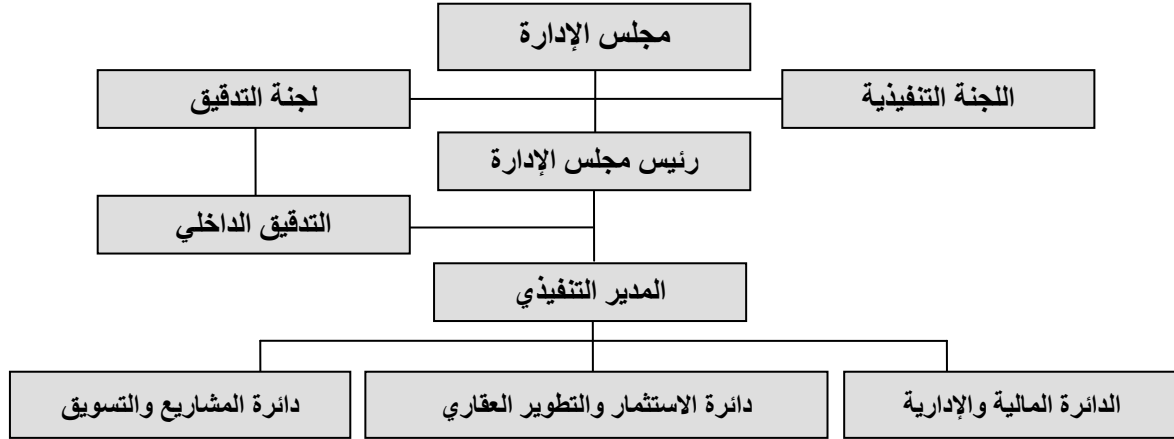 مجلس الإدارة
اللجنة التنفيذية
لجنة التدقيق
رئيس مجلس الإدارة
التدقيق الداخلي
المدير التنفيذي
الدائرة المالية والإدارية
دائرة الاستثمار والتطوير العقاري
دائرة المشاريع والتسويق